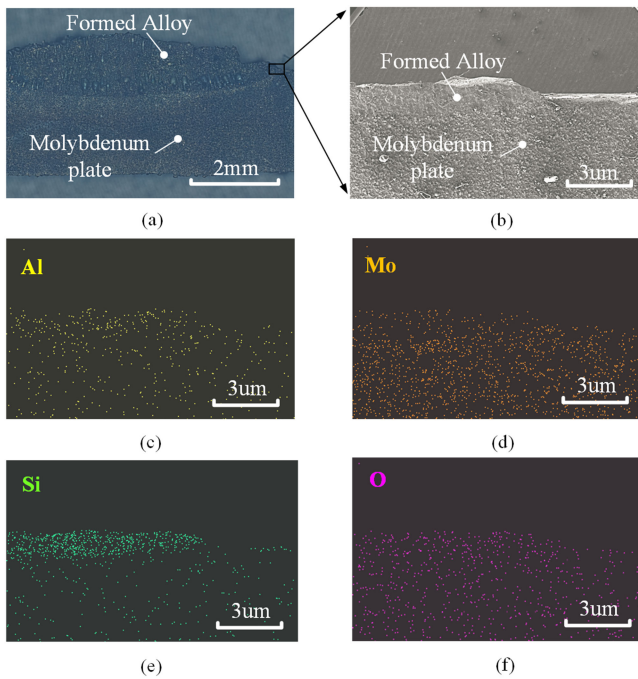 Formed Alloy
Molybdenum
plate
2mm
(a)
Formed Alloy
Molybdenum
plate
3um
(b)
Al
3um
(c)
Mo
3um
(d)
Si
3um
(e)
O
3um
(f)